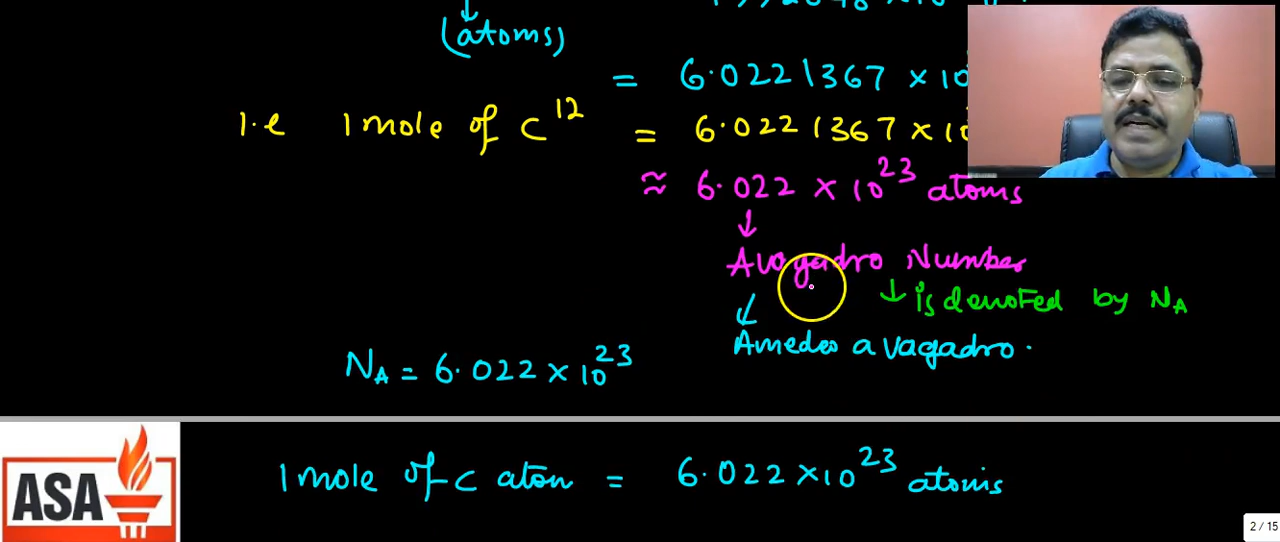 (atoms)
= 6.0221367 × 10
i.e 1 mole of C¹² = 6.0221367 × 10
≈ 6.022 × 10²³ atoms
↓
Avogadro Number
↓ is denoted by N_A
Amedeo avagadro.
N_A = 6.022 × 10²³
ASA
1 mole of C atom = 6.022 × 10²³ atoms
2 / 15